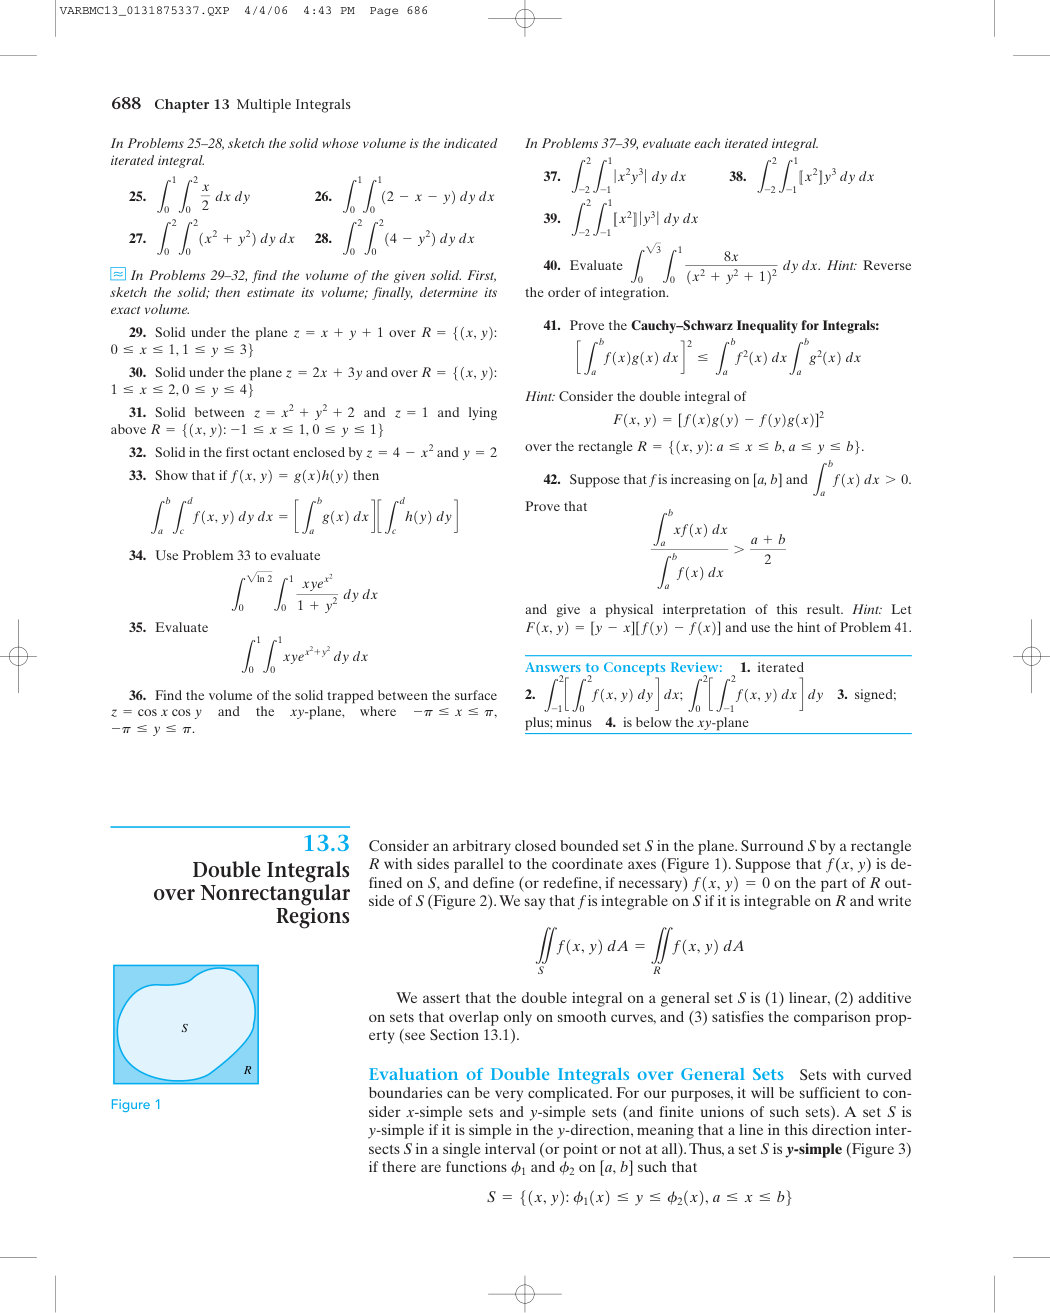 VARBMC13_0131875337.QXP 4/4/06 4:43 PM Page 686
688 Chapter 13 Multiple Integrals
In Problems 25–28, sketch the solid whose volume is the indicated
iterated integral.
25. ∫₀¹ ∫₀² x/2 dx dy 26. ∫₀¹ ∫₀¹ (2 − x − y) dy dx
27. ∫₀² ∫₀² (x² + y²) dy dx 28. ∫₀² ∫₀² (4 − y²) dy dx
≈ In Problems 29–32, find the volume of the given solid. First,
sketch the solid; then estimate its volume; finally, determine its
exact volume.
29. Solid under the plane z = x + y + 1 over R = {(x, y):
0 ≤ x ≤ 1, 1 ≤ y ≤ 3}
30. Solid under the plane z = 2x + 3y and over R = {(x, y):
1 ≤ x ≤ 2, 0 ≤ y ≤ 4}
31. Solid between z = x² + y² + 2 and z = 1 and lying
above R = {(x, y): −1 ≤ x ≤ 1, 0 ≤ y ≤ 1}
32. Solid in the first octant enclosed by z = 4 − x² and y = 2
33. Show that if f(x, y) = g(x)h(y) then
∫ₐᵇ ∫_c^d f(x, y) dy dx = [∫ₐᵇ g(x) dx][∫_c^d h(y) dy]
34. Use Problem 33 to evaluate
∫₀^√(ln 2) ∫₀¹ xye^(x²)/(1 + y²) dy dx
35. Evaluate
∫₀¹ ∫₀¹ xye^(x²+y²) dy dx
36. Find the volume of the solid trapped between the surface
z = cos x cos y and the xy-plane, where −π ≤ x ≤ π,
−π ≤ y ≤ π.
In Problems 37–39, evaluate each iterated integral.
37. ∫₋₂² ∫₋₁¹ |x²y³| dy dx 38. ∫₋₂² ∫₋₁¹ ⟦x²⟧y³ dy dx
39. ∫₋₂² ∫₋₁¹ ⟦x²⟧|y³| dy dx
40. Evaluate ∫₀^√3 ∫₀¹ 8x/(x² + y² + 1)² dy dx. Hint: Reverse
the order of integration.
41. Prove the Cauchy–Schwarz Inequality for Integrals:
[∫ₐᵇ f(x)g(x) dx]² ≤ ∫ₐᵇ f²(x) dx ∫ₐᵇ g²(x) dx
Hint: Consider the double integral of
F(x, y) = [f(x)g(y) − f(y)g(x)]²
over the rectangle R = {(x, y): a ≤ x ≤ b, a ≤ y ≤ b}.
42. Suppose that f is increasing on [a, b] and ∫ₐᵇ f(x) dx > 0.
Prove that
∫ₐᵇ xf(x) dx / ∫ₐᵇ f(x) dx > (a + b)/2
and give a physical interpretation of this result. Hint: Let
F(x, y) = [y − x][f(y) − f(x)] and use the hint of Problem 41.
Answers to Concepts Review: 1. iterated
2. ∫₋₁² [∫₀² f(x, y) dy] dx; ∫₀² [∫₋₁² f(x, y) dx] dy 3. signed;
plus; minus 4. is below the xy-plane
13.3
Double Integrals
over Nonrectangular
Regions
S
R
Figure 1
Consider an arbitrary closed bounded set S in the plane. Surround S by a rectangle
R with sides parallel to the coordinate axes (Figure 1). Suppose that f(x, y) is de-
fined on S, and define (or redefine, if necessary) f(x, y) = 0 on the part of R out-
side of S (Figure 2). We say that f is integrable on S if it is integrable on R and write
∬_S f(x, y) dA = ∬_R f(x, y) dA
We assert that the double integral on a general set S is (1) linear, (2) additive
on sets that overlap only on smooth curves, and (3) satisfies the comparison prop-
erty (see Section 13.1).
Evaluation of Double Integrals over General Sets Sets with curved
boundaries can be very complicated. For our purposes, it will be sufficient to con-
sider x-simple sets and y-simple sets (and finite unions of such sets). A set S is
y-simple if it is simple in the y-direction, meaning that a line in this direction inter-
sects S in a single interval (or point or not at all). Thus, a set S is y-simple (Figure 3)
if there are functions ϕ₁ and ϕ₂ on [a, b] such that
S = {(x, y): ϕ₁(x) ≤ y ≤ ϕ₂(x), a ≤ x ≤ b}